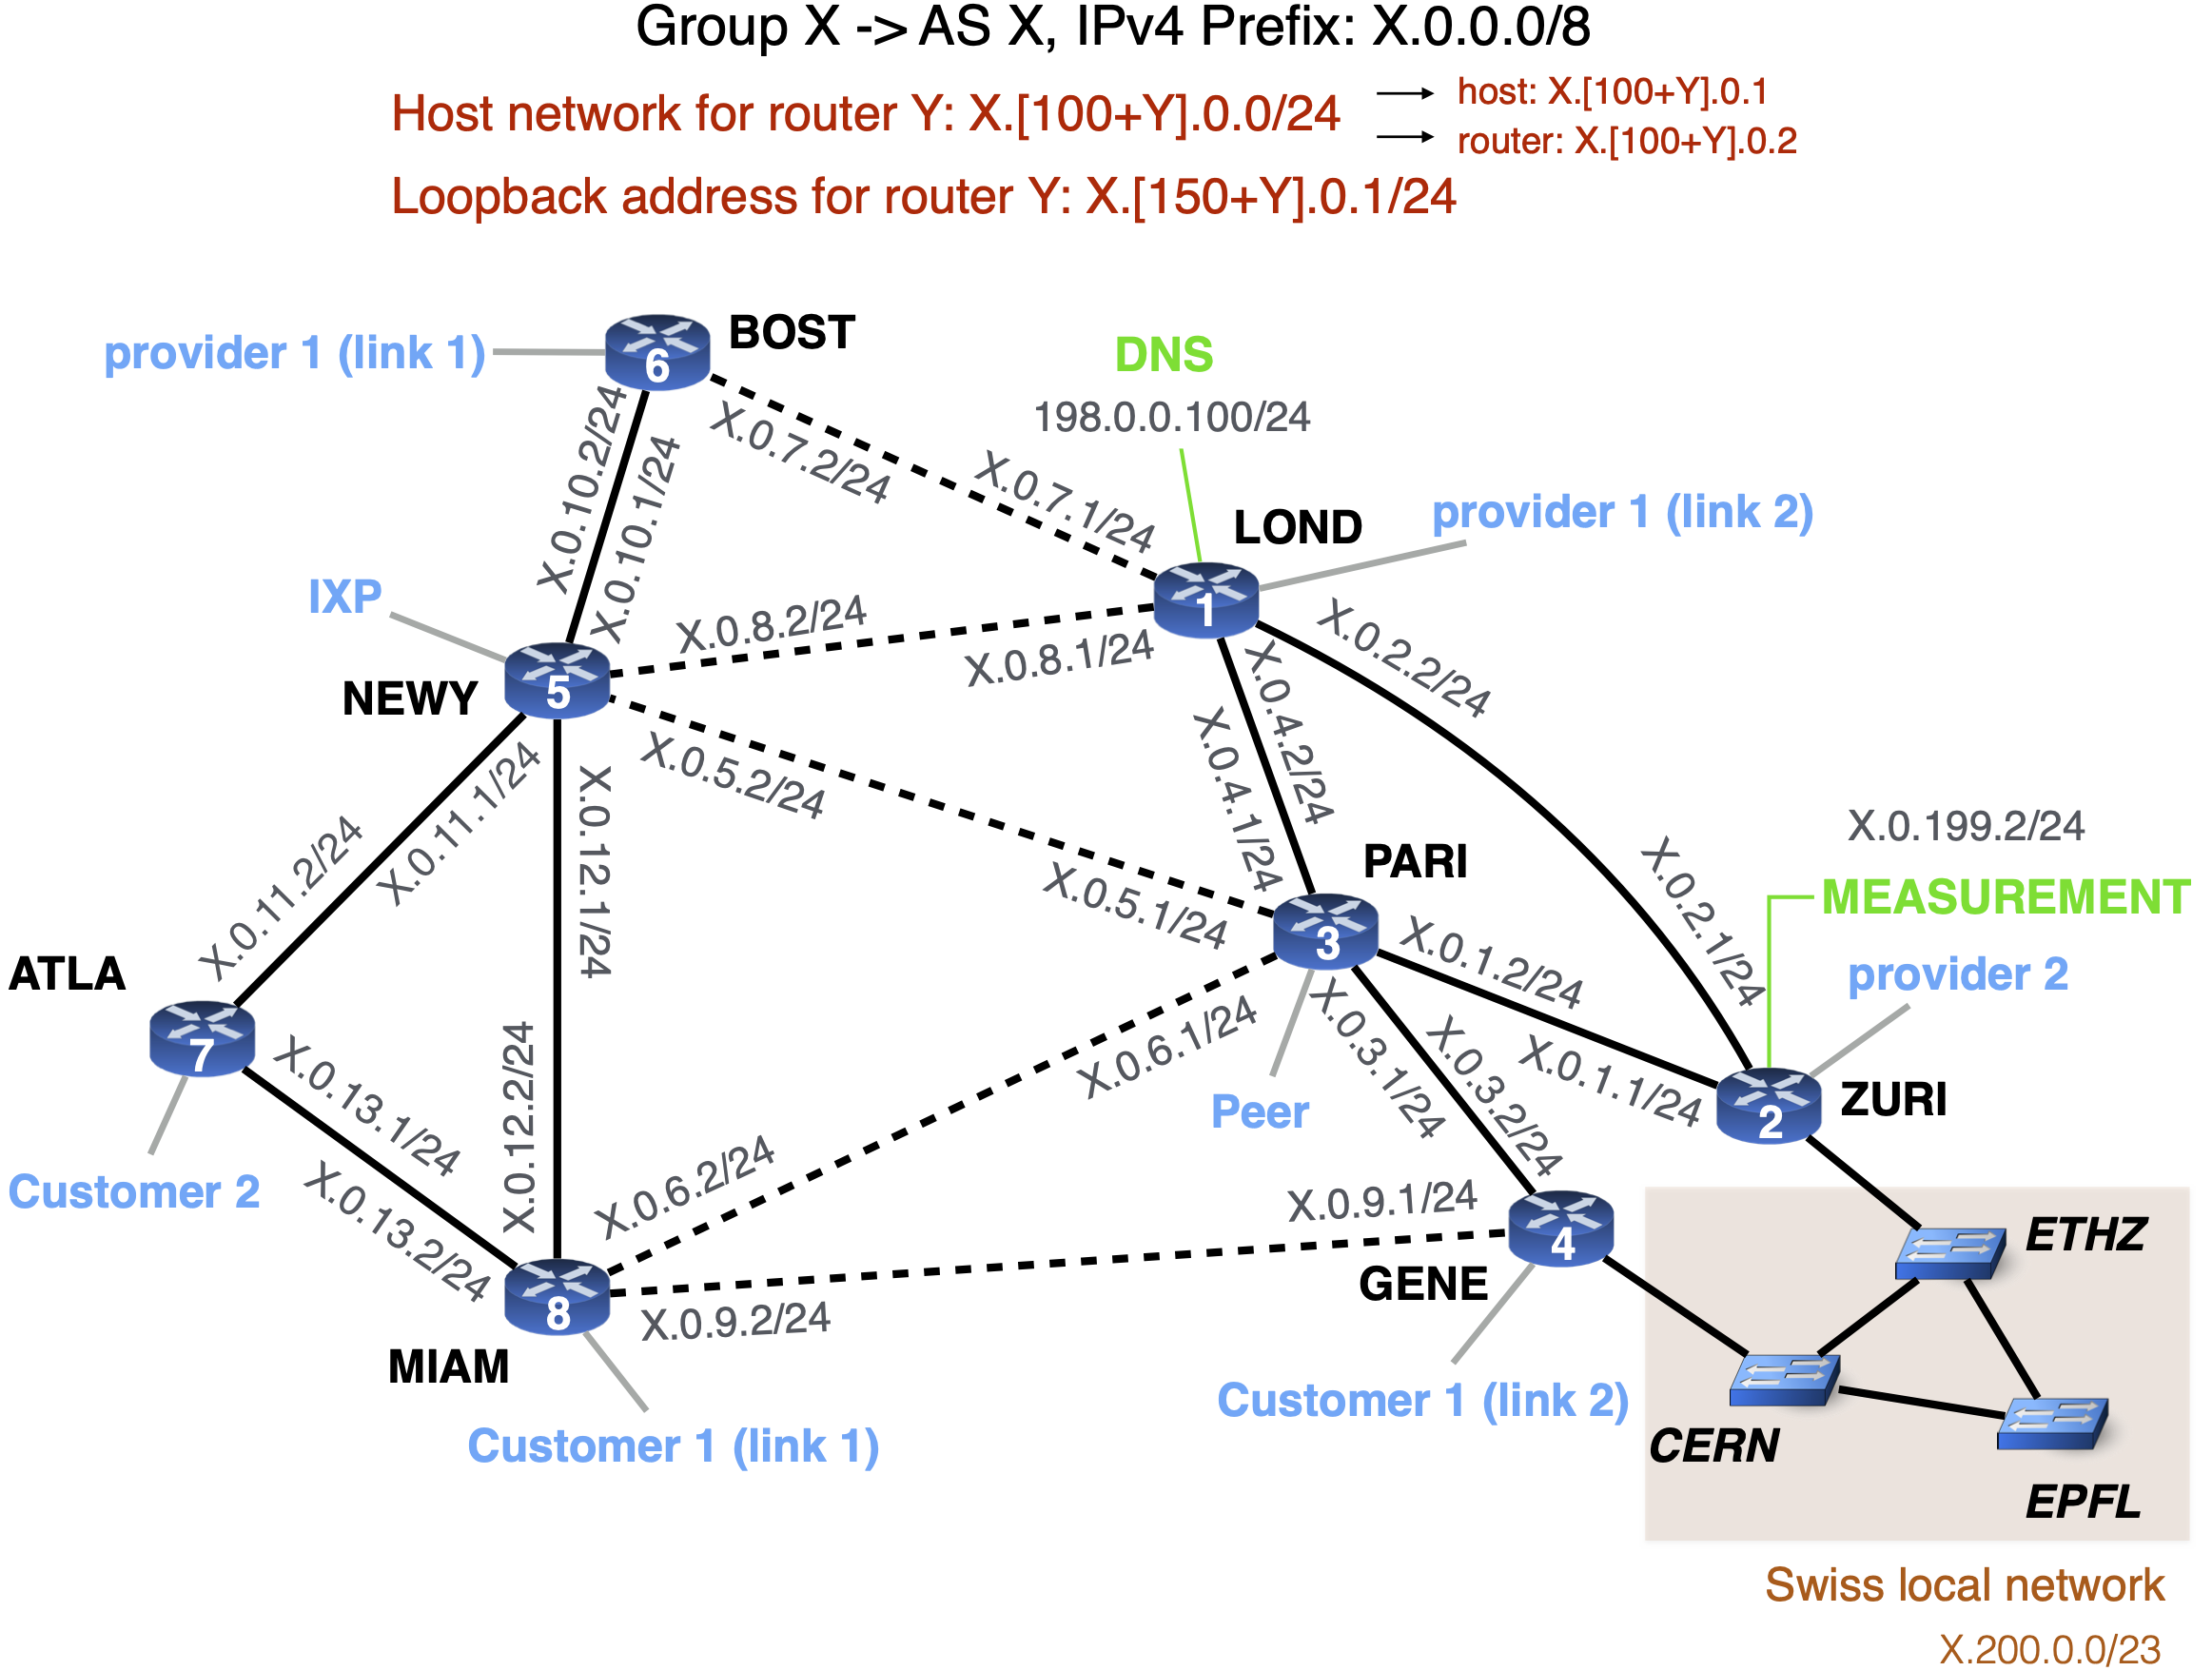 Group X -> AS X, IPv4 Prefix: X.0.0.0/8
Host network for router Y: X.[100+Y].0.0/24
host: X.[100+Y].0.1
router: X.[100+Y].0.2
Loopback address for router Y: X.[150+Y].0.1/24
provider 1 (link 1)
6
BOST
DNS
198.0.0.100/24
X.0.10.2/24
X.0.10.1/24
X.0.7.2/24
X.0.7.1/24
LOND
1
provider 1 (link 2)
IXP
NEWY
5
X.0.8.2/24
X.0.8.1/24
X.0.2.2/24
X.0.4.2/24
X.0.4.1/24
X.0.5.2/24
X.0.5.1/24
X.0.11.2/24
X.0.11.1/24
X.0.12.1/24
PARI
3
X.0.199.2/24
MEASUREMENT
provider 2
X.0.2.1/24
X.0.1.2/24
X.0.1.1/24
ZURI
2
ATLA
7
X.0.13.1/24
X.0.13.2/24
Customer 2
X.0.12.2/24
X.0.6.2/24
X.0.6.1/24
Peer
X.0.3.1/24
X.0.3.2/24
X.0.9.1/24
X.0.9.2/24
4
GENE
8
MIAM
Customer 1 (link 1)
Customer 1 (link 2)
ETHZ
CERN
EPFL
Swiss local network
X.200.0.0/23